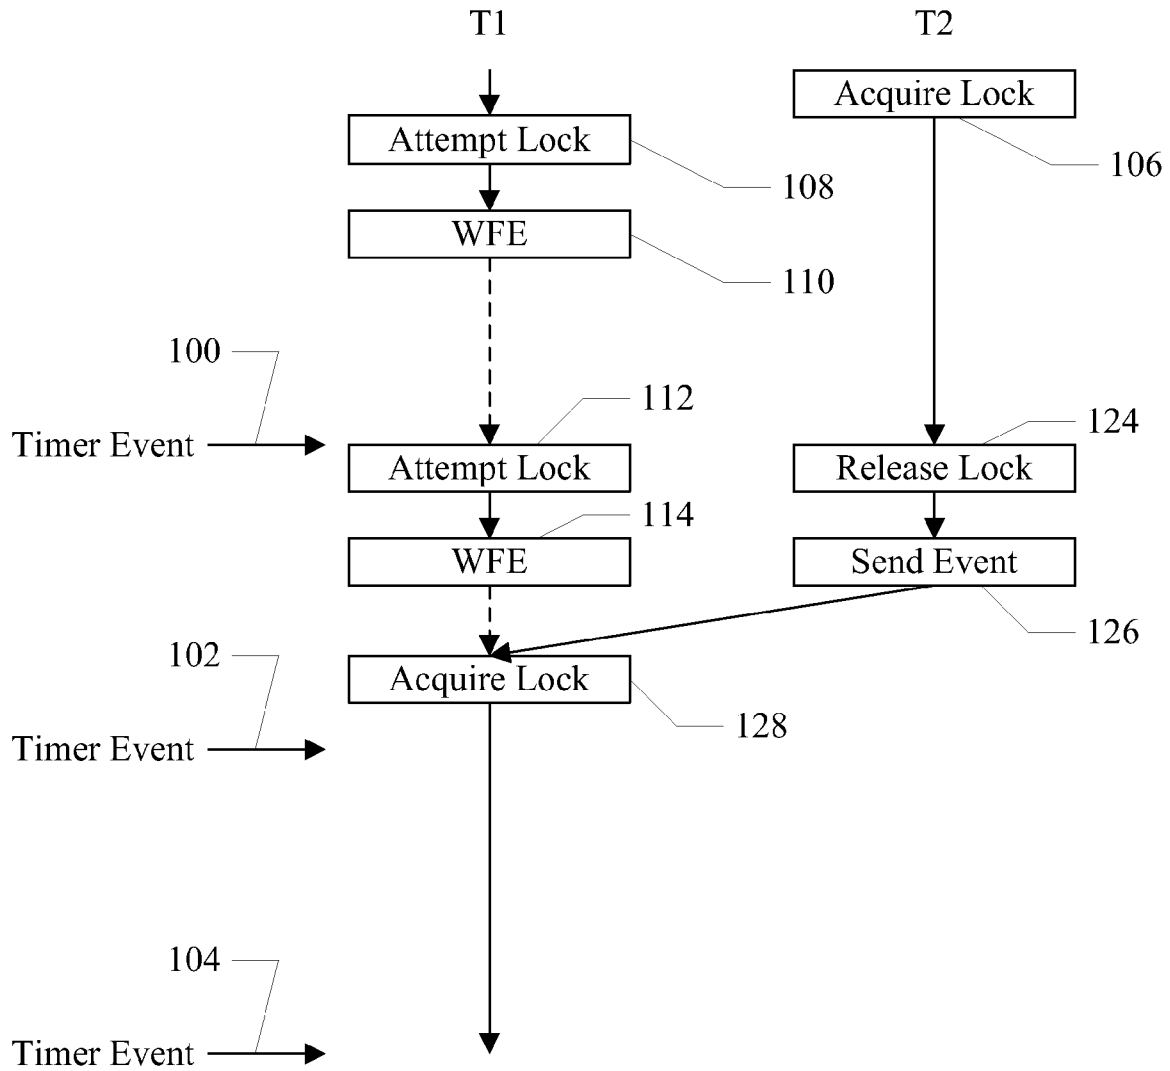 T1
T2
Acquire Lock
Attempt Lock
106
108
WFE
110
100
112
124
Timer Event
Attempt Lock
Release Lock
114
WFE
Send Event
126
102
Acquire Lock
128
Timer Event
104
Timer Event